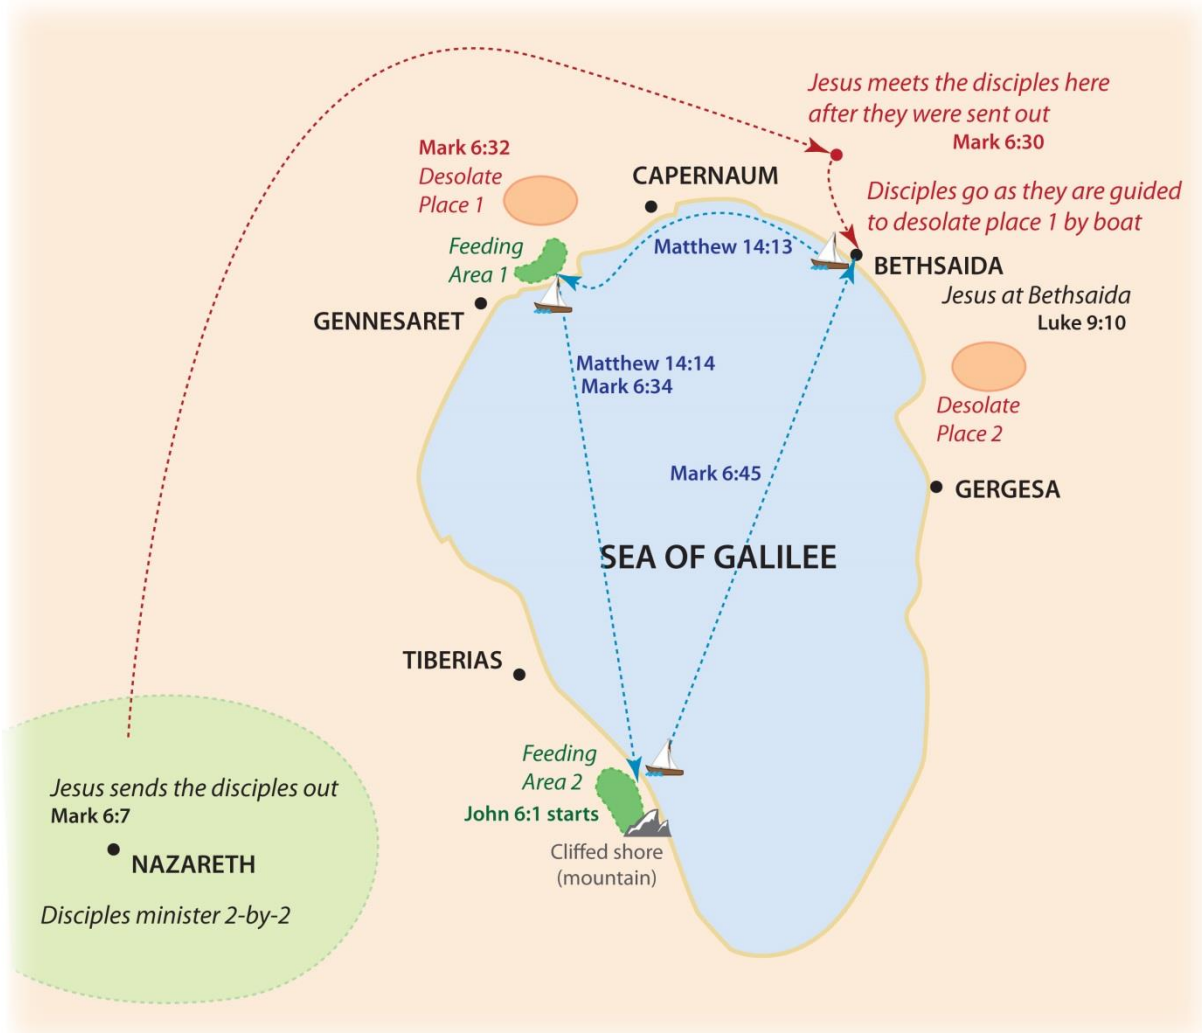 Jesus meets the disciples here
after they were sent out
Mark 6:30
Mark 6:32
Desolate
Place 1
CAPERNAUM
Disciples go as they are guided
to desolate place 1 by boat
Feeding
Area 1
Matthew 14:13
BETHSAIDA
Jesus at Bethsaida
Luke 9:10
GENNESARET
Matthew 14:14
Mark 6:34
Desolate
Place 2
Mark 6:45
GERGESA
SEA OF GALILEE
TIBERIAS
Feeding
Area 2
John 6:1 starts
Cliffed shore
(mountain)
Jesus sends the disciples out
Mark 6:7
NAZARETH
Disciples minister 2-by-2